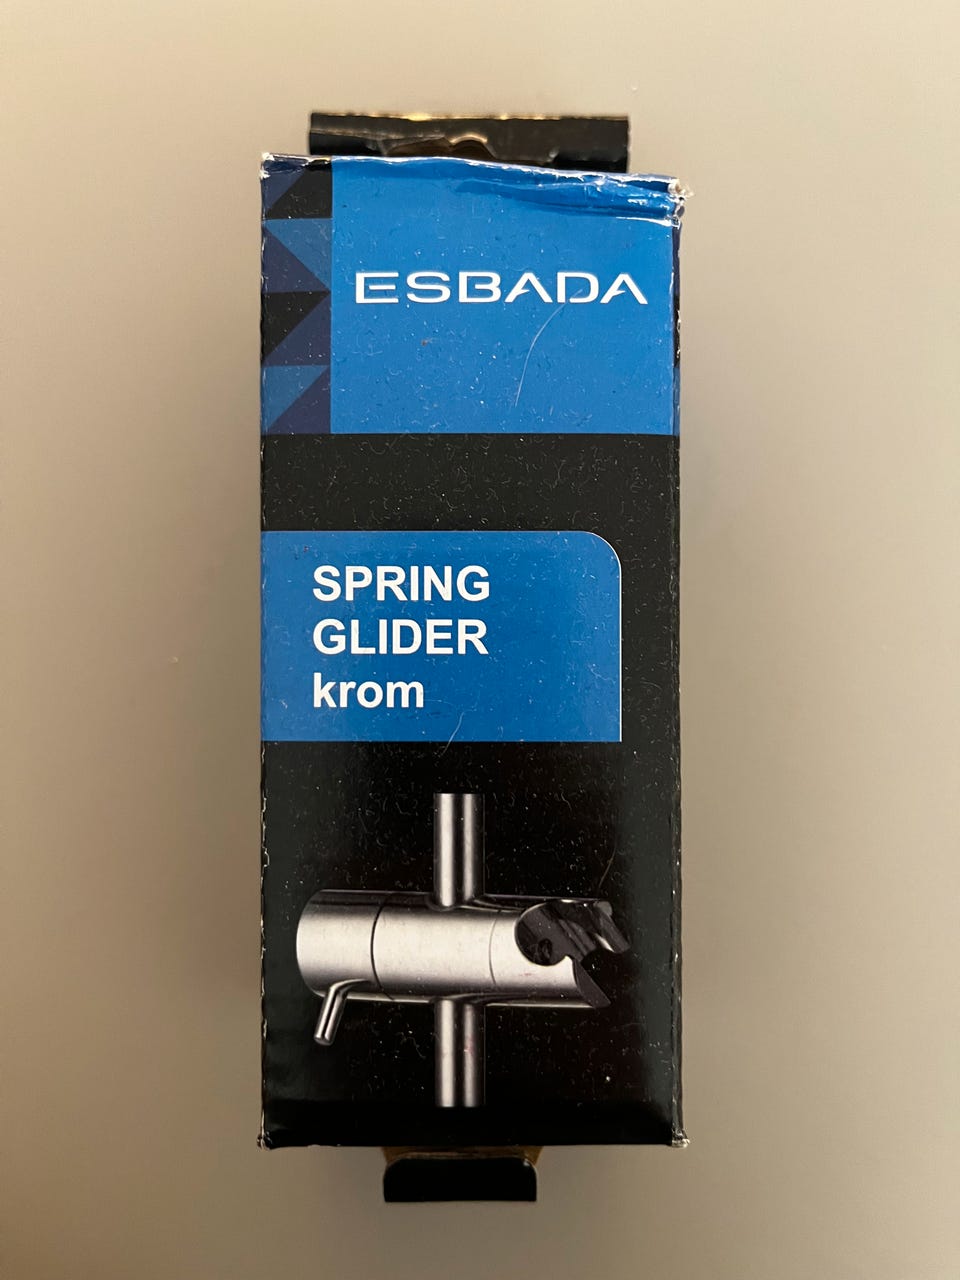 ESBADA
SPRING
GLIDER
krom